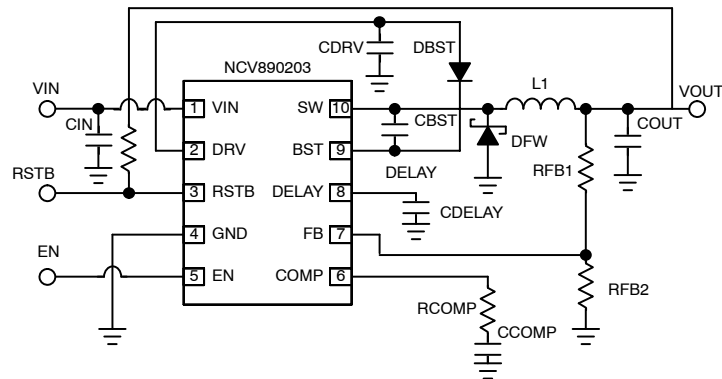 CDRV
DBST
NCV890203
VIN
CIN
1 VIN
SW 10
CBST
L1
VOUT
2 DRV
BST 9
DFW
COUT
RFB1
RSTB
3 RSTB
DELAY 8
DELAY
CDELAY
4 GND
FB 7
EN
5 EN
COMP 6
RCOMP
CCOMP
RFB2